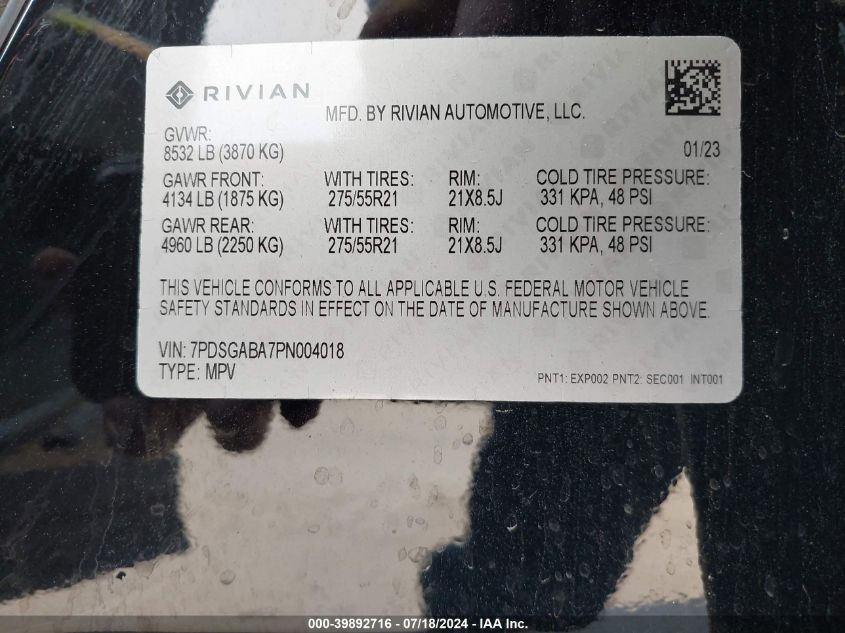 RIVIAN
MFD. BY RIVIAN AUTOMOTIVE, LLC.
GVWR:
8532 LB (3870 KG) 01/23
GAWR FRONT: WITH TIRES: RIM: COLD TIRE PRESSURE:
4134 LB (1875 KG) 275/55R21 21X8.5J 331 KPA, 48 PSI
GAWR REAR: WITH TIRES: RIM: COLD TIRE PRESSURE:
4960 LB (2250 KG) 275/55R21 21X8.5J 331 KPA, 48 PSI
THIS VEHICLE CONFORMS TO ALL APPLICABLE U.S. FEDERAL MOTOR VEHICLE
SAFETY STANDARDS IN EFFECT ON THE DATE OF MANUFACTURE SHOWN ABOVE.
VIN: 7PDSGABA7PN004018
TYPE: MPV
PNT1: EXP002 PNT2: SEC001 INT001
000-39892716 - 07/18/2024 - IAA Inc.